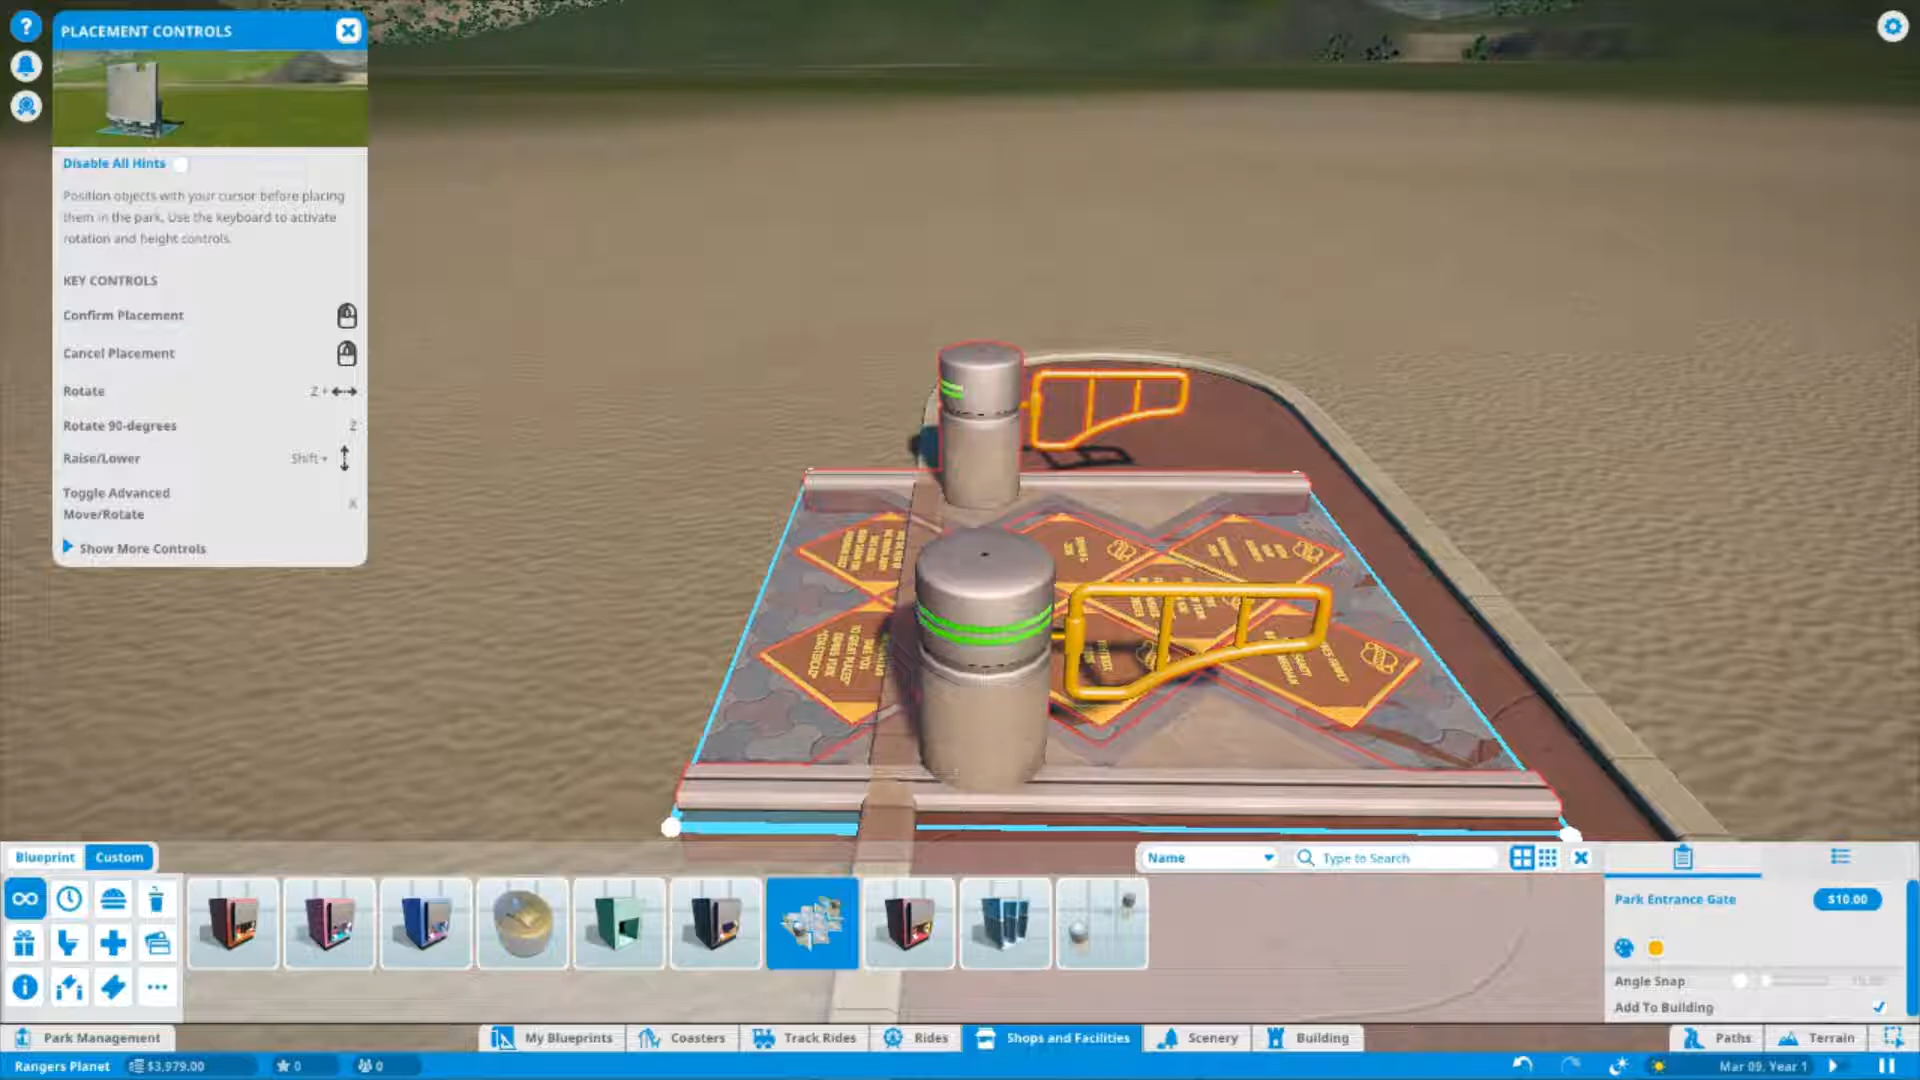 ?
PLACEMENT CONTROLS
Disable All Hints
Position objects with your cursor before placing
them in the park. Use the keyboard to activate
rotation and height controls.
KEY CONTROLS
Confirm Placement
Cancel Placement
Rotate Z +
Rotate 90-degrees Z
Raise/Lower Shift +
Toggle Advanced
Move/Rotate X
Show More Controls
Blueprint Custom
Name Type to Search
Park Entrance Gate $10.00
Angle Snap
Add To Building
Park Management My Blueprints Coasters Track Rides Rides Shops and Facilities Scenery Building Paths Terrain
Rangers Planet $3,979.00 0 0 Mar 09, Year 1